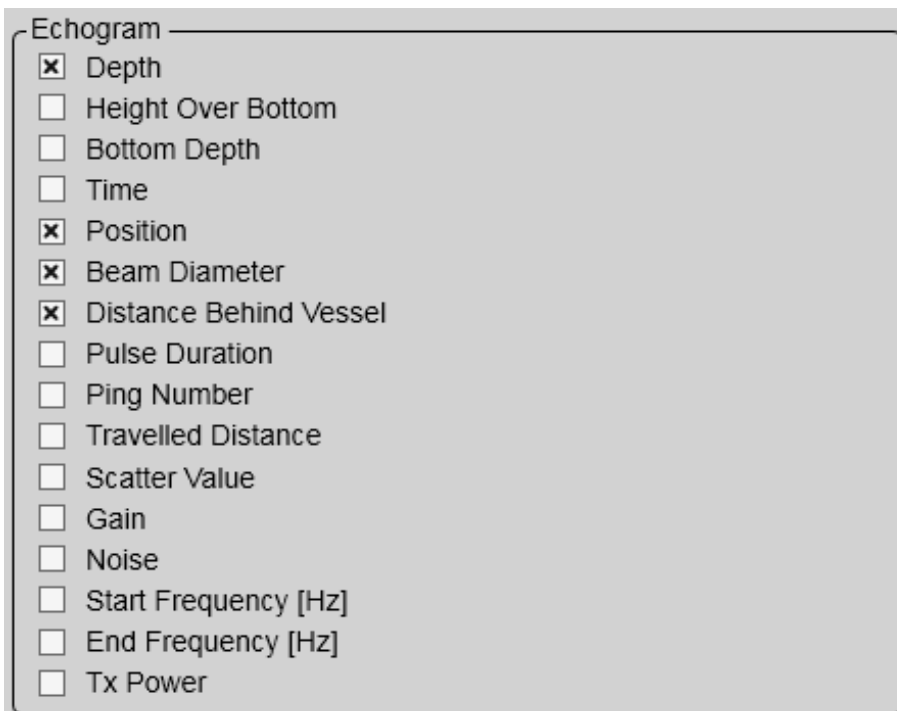 Echogram
Depth
Height Over Bottom
Bottom Depth
Time
Position
Beam Diameter
Distance Behind Vessel
Pulse Duration
Ping Number
Travelled Distance
Scatter Value
Gain
Noise
Start Frequency [Hz]
End Frequency [Hz]
Tx Power